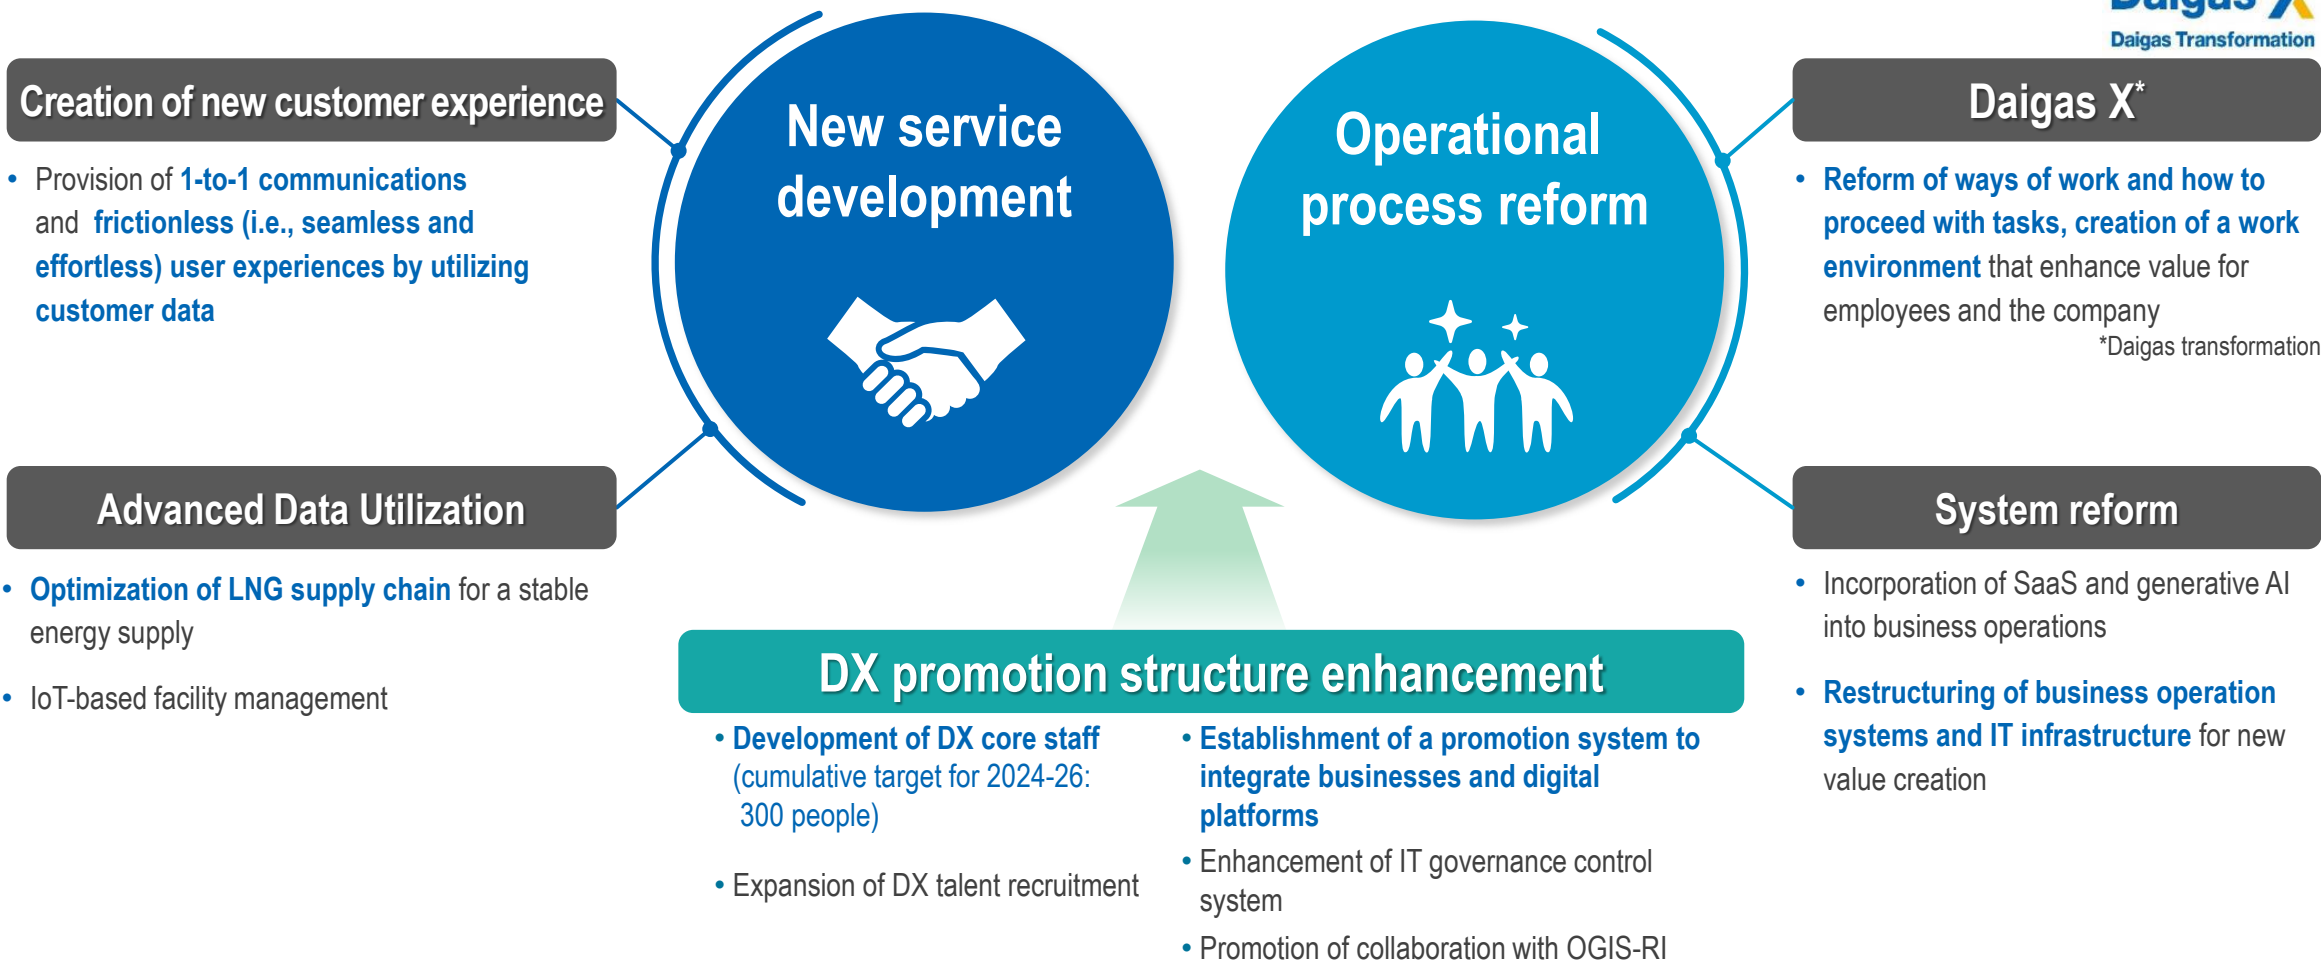 Daigas X
Daigas Transformation
Creation of new customer experience
• Provision of 1-to-1 communications
and frictionless (i.e., seamless and
effortless) user experiences by utilizing
customer data
Advanced Data Utilization
• Optimization of LNG supply chain for a stable
energy supply
• IoT-based facility management
New service
development
Operational
process reform
Daigas X*
• Reform of ways of work and how to
proceed with tasks, creation of a work
environment that enhance value for
employees and the company
*Daigas transformation
System reform
• Incorporation of SaaS and generative AI
into business operations
• Restructuring of business operation
systems and IT infrastructure for new
value creation
DX promotion structure enhancement
• Development of DX core staff
(cumulative target for 2024-26:
300 people)
• Expansion of DX talent recruitment
• Establishment of a promotion system to
integrate businesses and digital
platforms
• Enhancement of IT governance control
system
• Promotion of collaboration with OGIS-RI